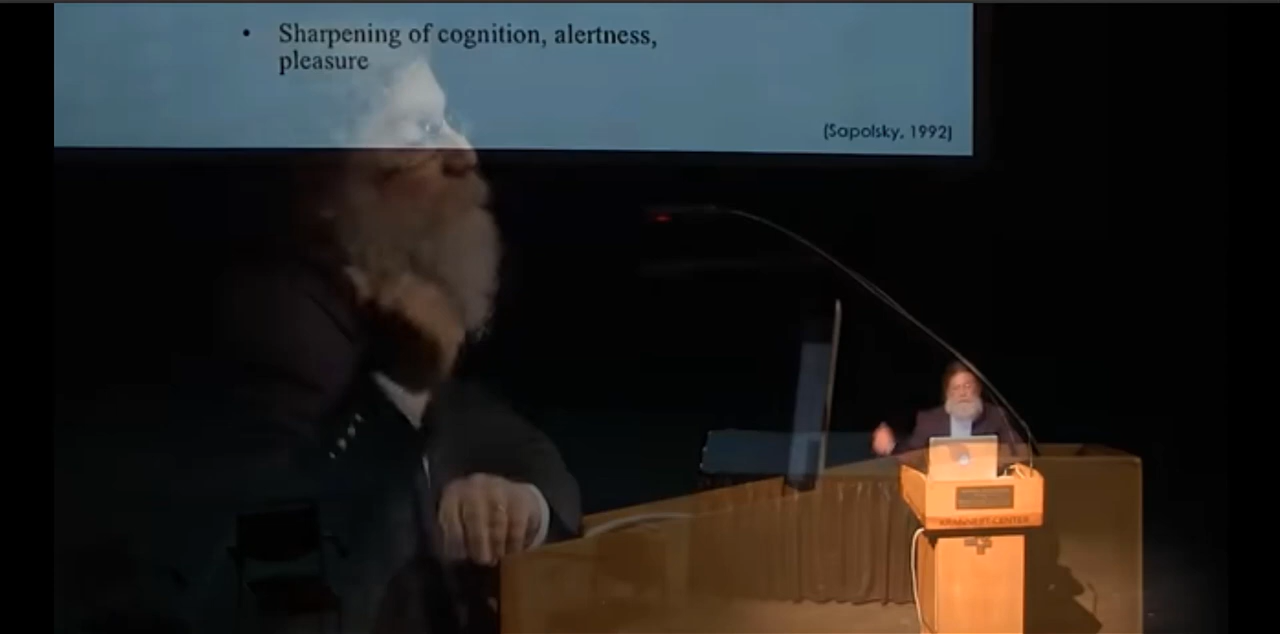 • Sharpening of cognition, alertness,
pleasure
(Sapolsky, 1992)
KRANNERT CENTER